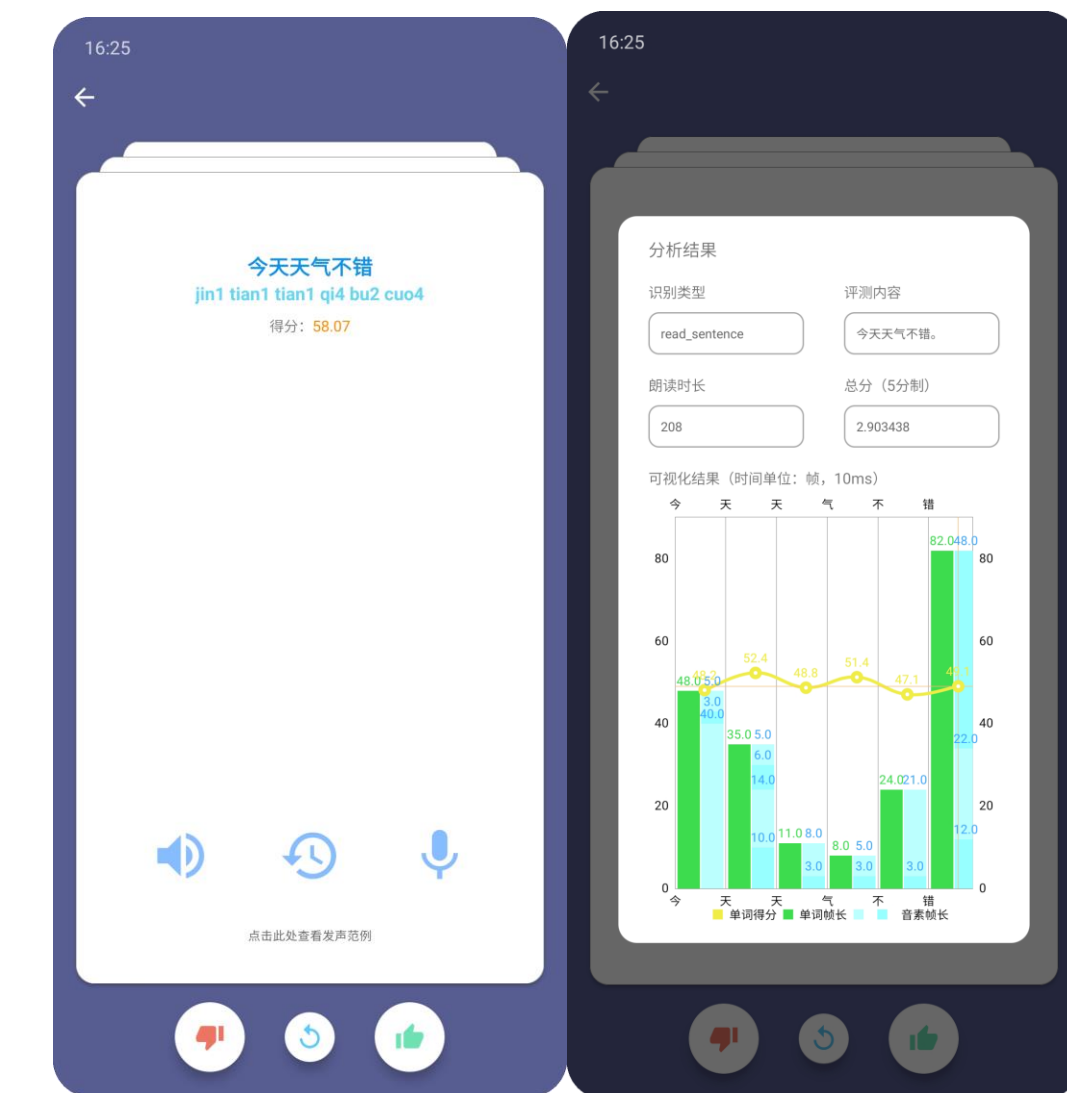 16:25
今天天气不错
jin1 tian1 tian1 qi4 bu2 cuo4
得分：58.07
点击此处查看发声范例
16:25
分析结果
识别类型 评测内容
read_sentence 今天天气不错。
朗读时长 总分（5分制）
208 2.903438
可视化结果（时间单位：帧，10ms）
今 天 天 气 不 错
82.0 48.0
80 80
60 60
52.4 48.8 51.4 47.1
48.0 5.0
3.0
40.0
40 40
35.0 5.0 22.0
6.0
14.0 24.0 21.0
20 20
10.0 11.0 8.0 8.0 5.0 12.0
3.0 3.0 3.0
0 0
今 天 天 气 不 错
单词得分 单词帧长 音素帧长